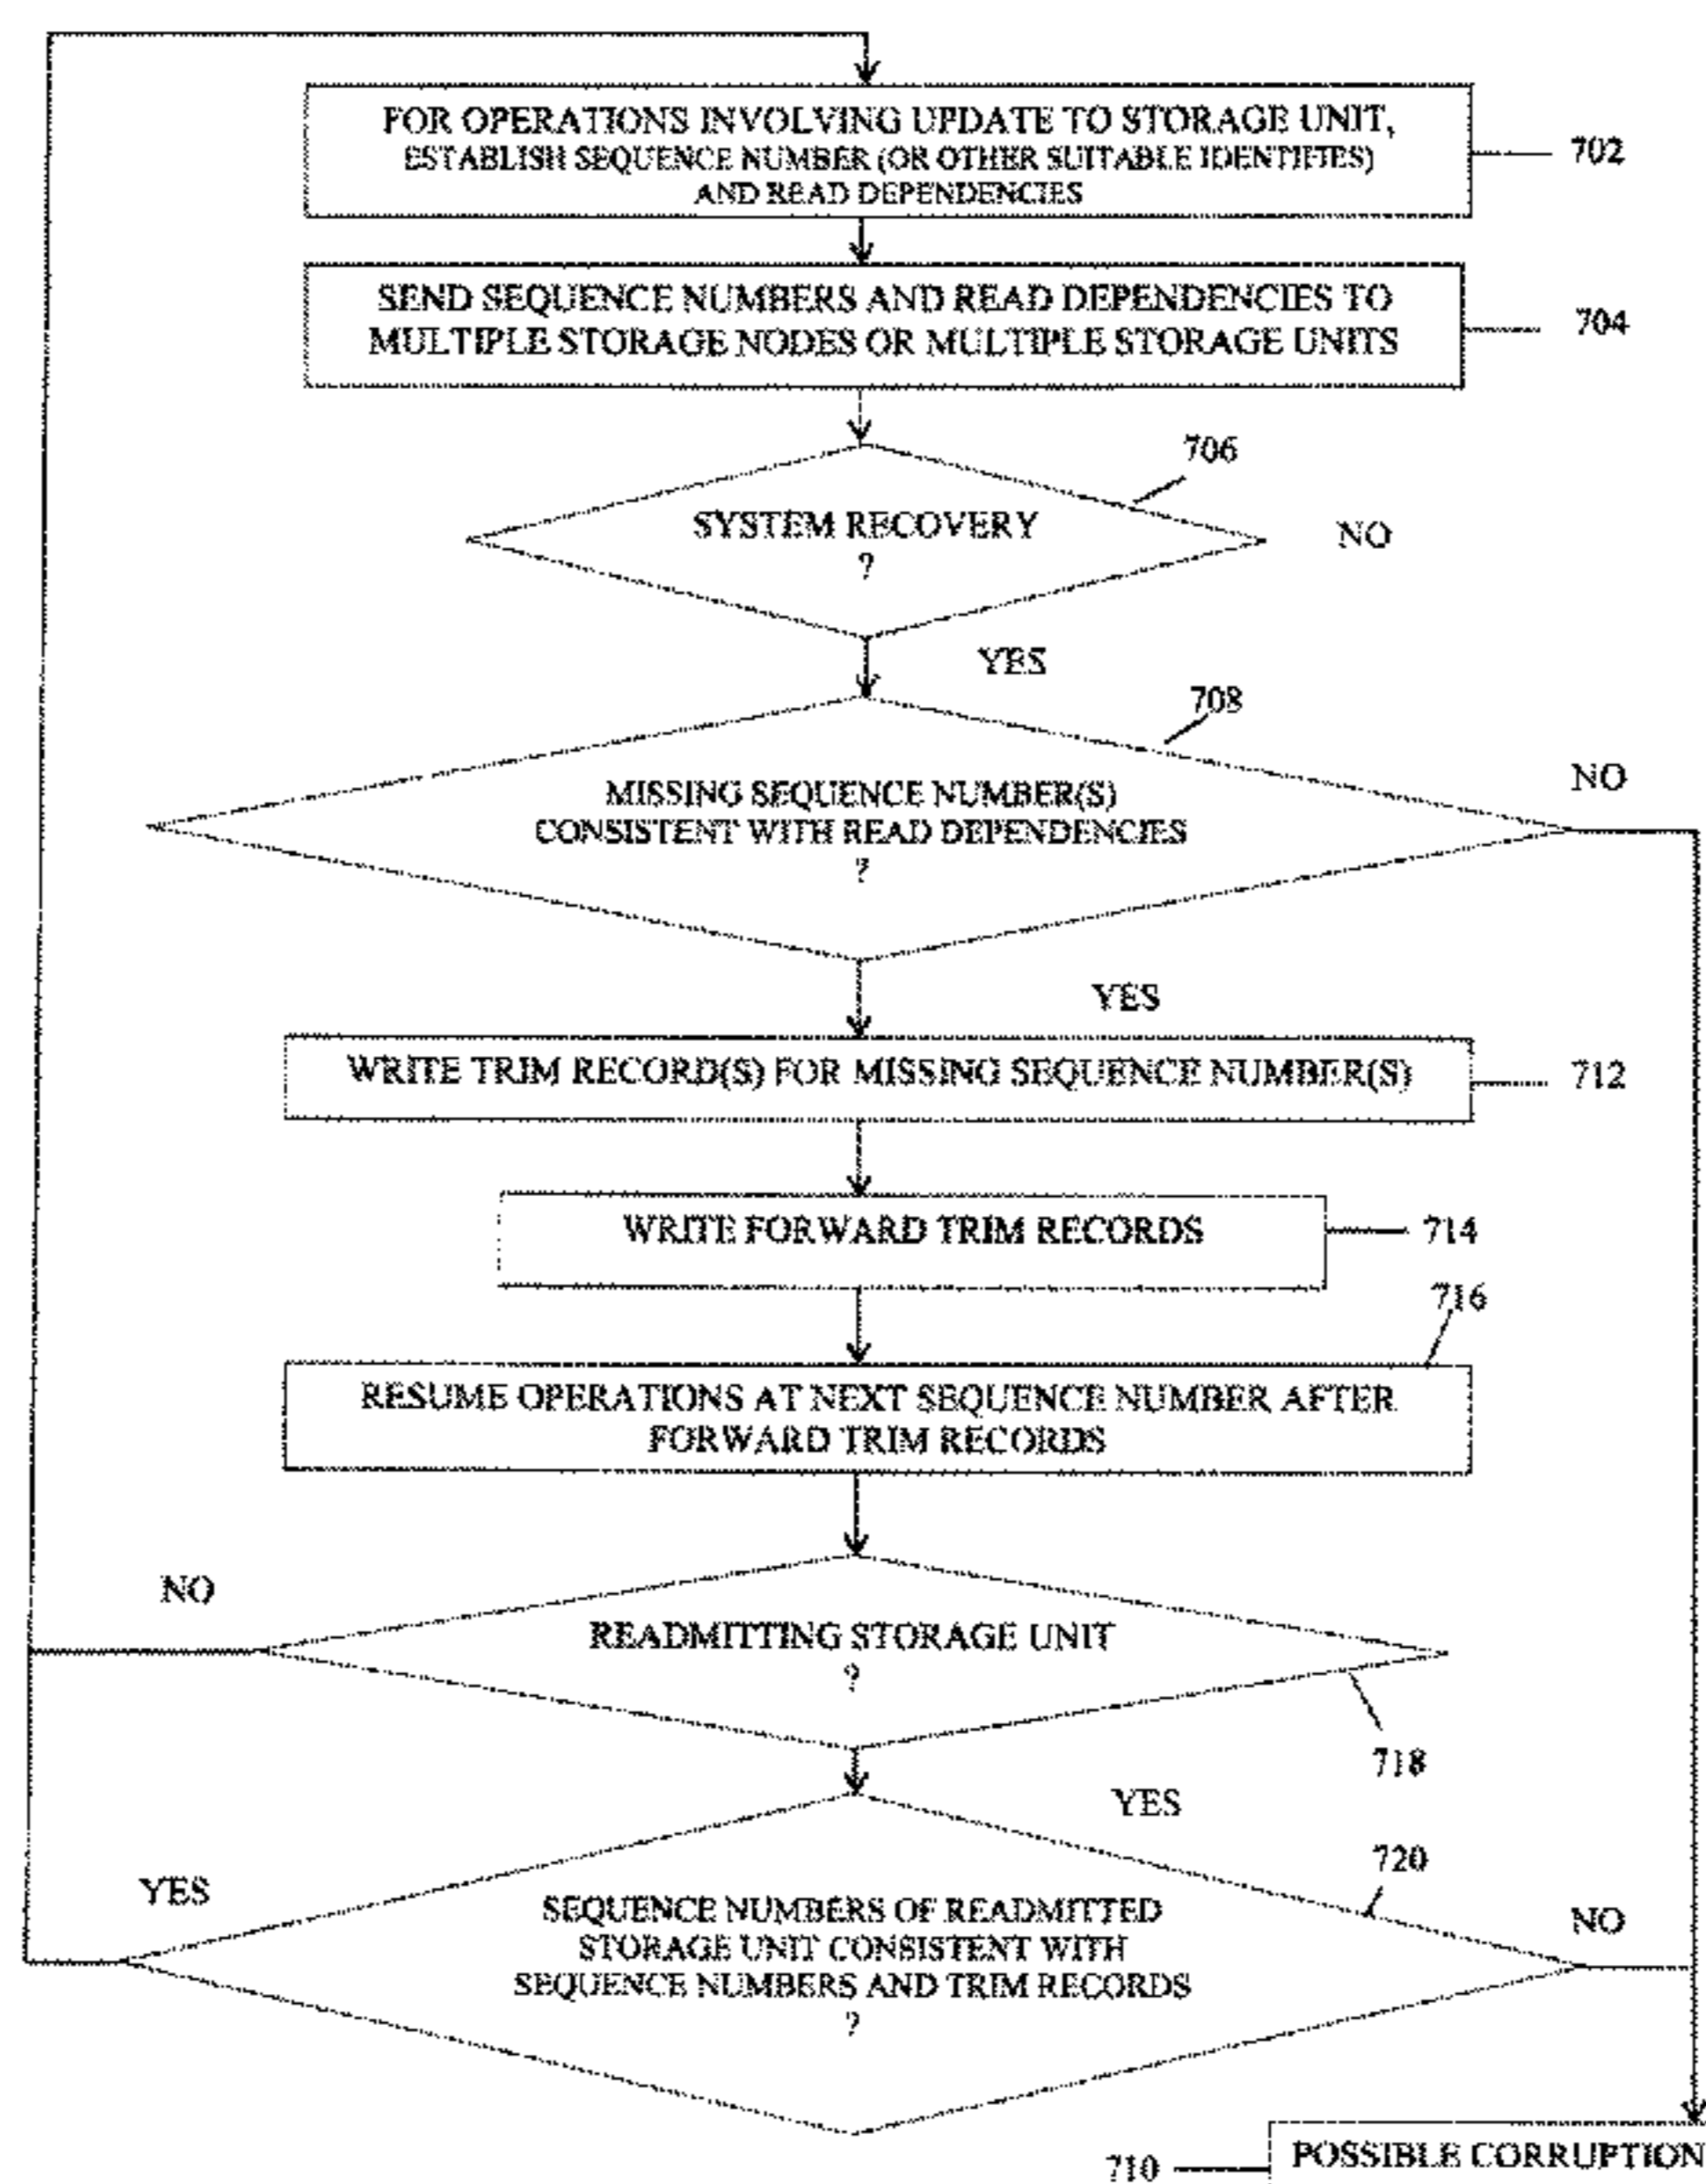 FOR OPERATIONS INVOLVING UPDATE TO STORAGE UNIT,
ESTABLISH SEQUENCE NUMBER (OR OTHER SUITABLE IDENTIFIES)
AND READ DEPENDENCIES
702
SEND SEQUENCE NUMBERS AND READ DEPENDENCIES TO
MULTIPLE STORAGE NODES OR MULTIPLE STORAGE UNITS
704
706
SYSTEM RECOVERY
?
NO
YES
708
MISSING SEQUENCE NUMBER(S)
CONSISTENT WITH READ DEPENDENCIES
?
NO
YES
WRITE TRIM RECORD(S) FOR MISSING SEQUENCE NUMBER(S)
712
WRITE FORWARD TRIM RECORDS
714
716
RESUME OPERATIONS AT NEXT SEQUENCE NUMBER AFTER
FORWARD TRIM RECORDS
NO
READMITTING STORAGE UNIT
?
718
YES
YES
720
SEQUENCE NUMBERS OF READMITTED
STORAGE UNIT CONSISTENT WITH
SEQUENCE NUMBERS AND TRIM RECORDS
?
NO
710
POSSIBLE CORRUPTION